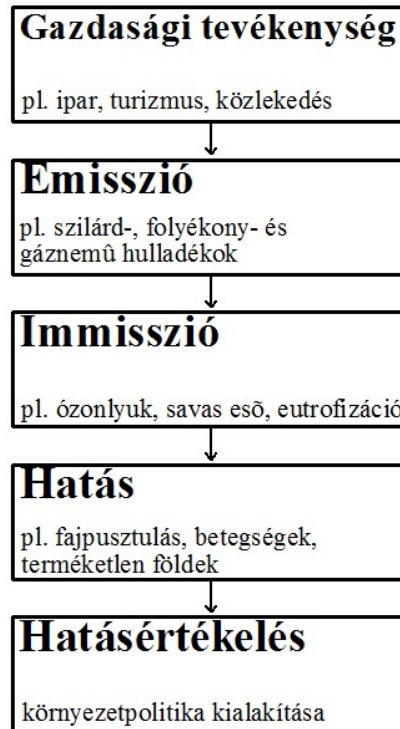 Gazdasági tevékenység
pl. ipar, turizmus, közlekedés
Emisszió
pl. szilárd-, folyékony- és
gáznemû hulladékok
Immisszió
pl. ózonlyuk, savas esõ, eutrofizáció
Hatás
pl. fajpusztulás, betegségek,
terméketlen földek
Hatásértékelés
környezetpolitika kialakítása